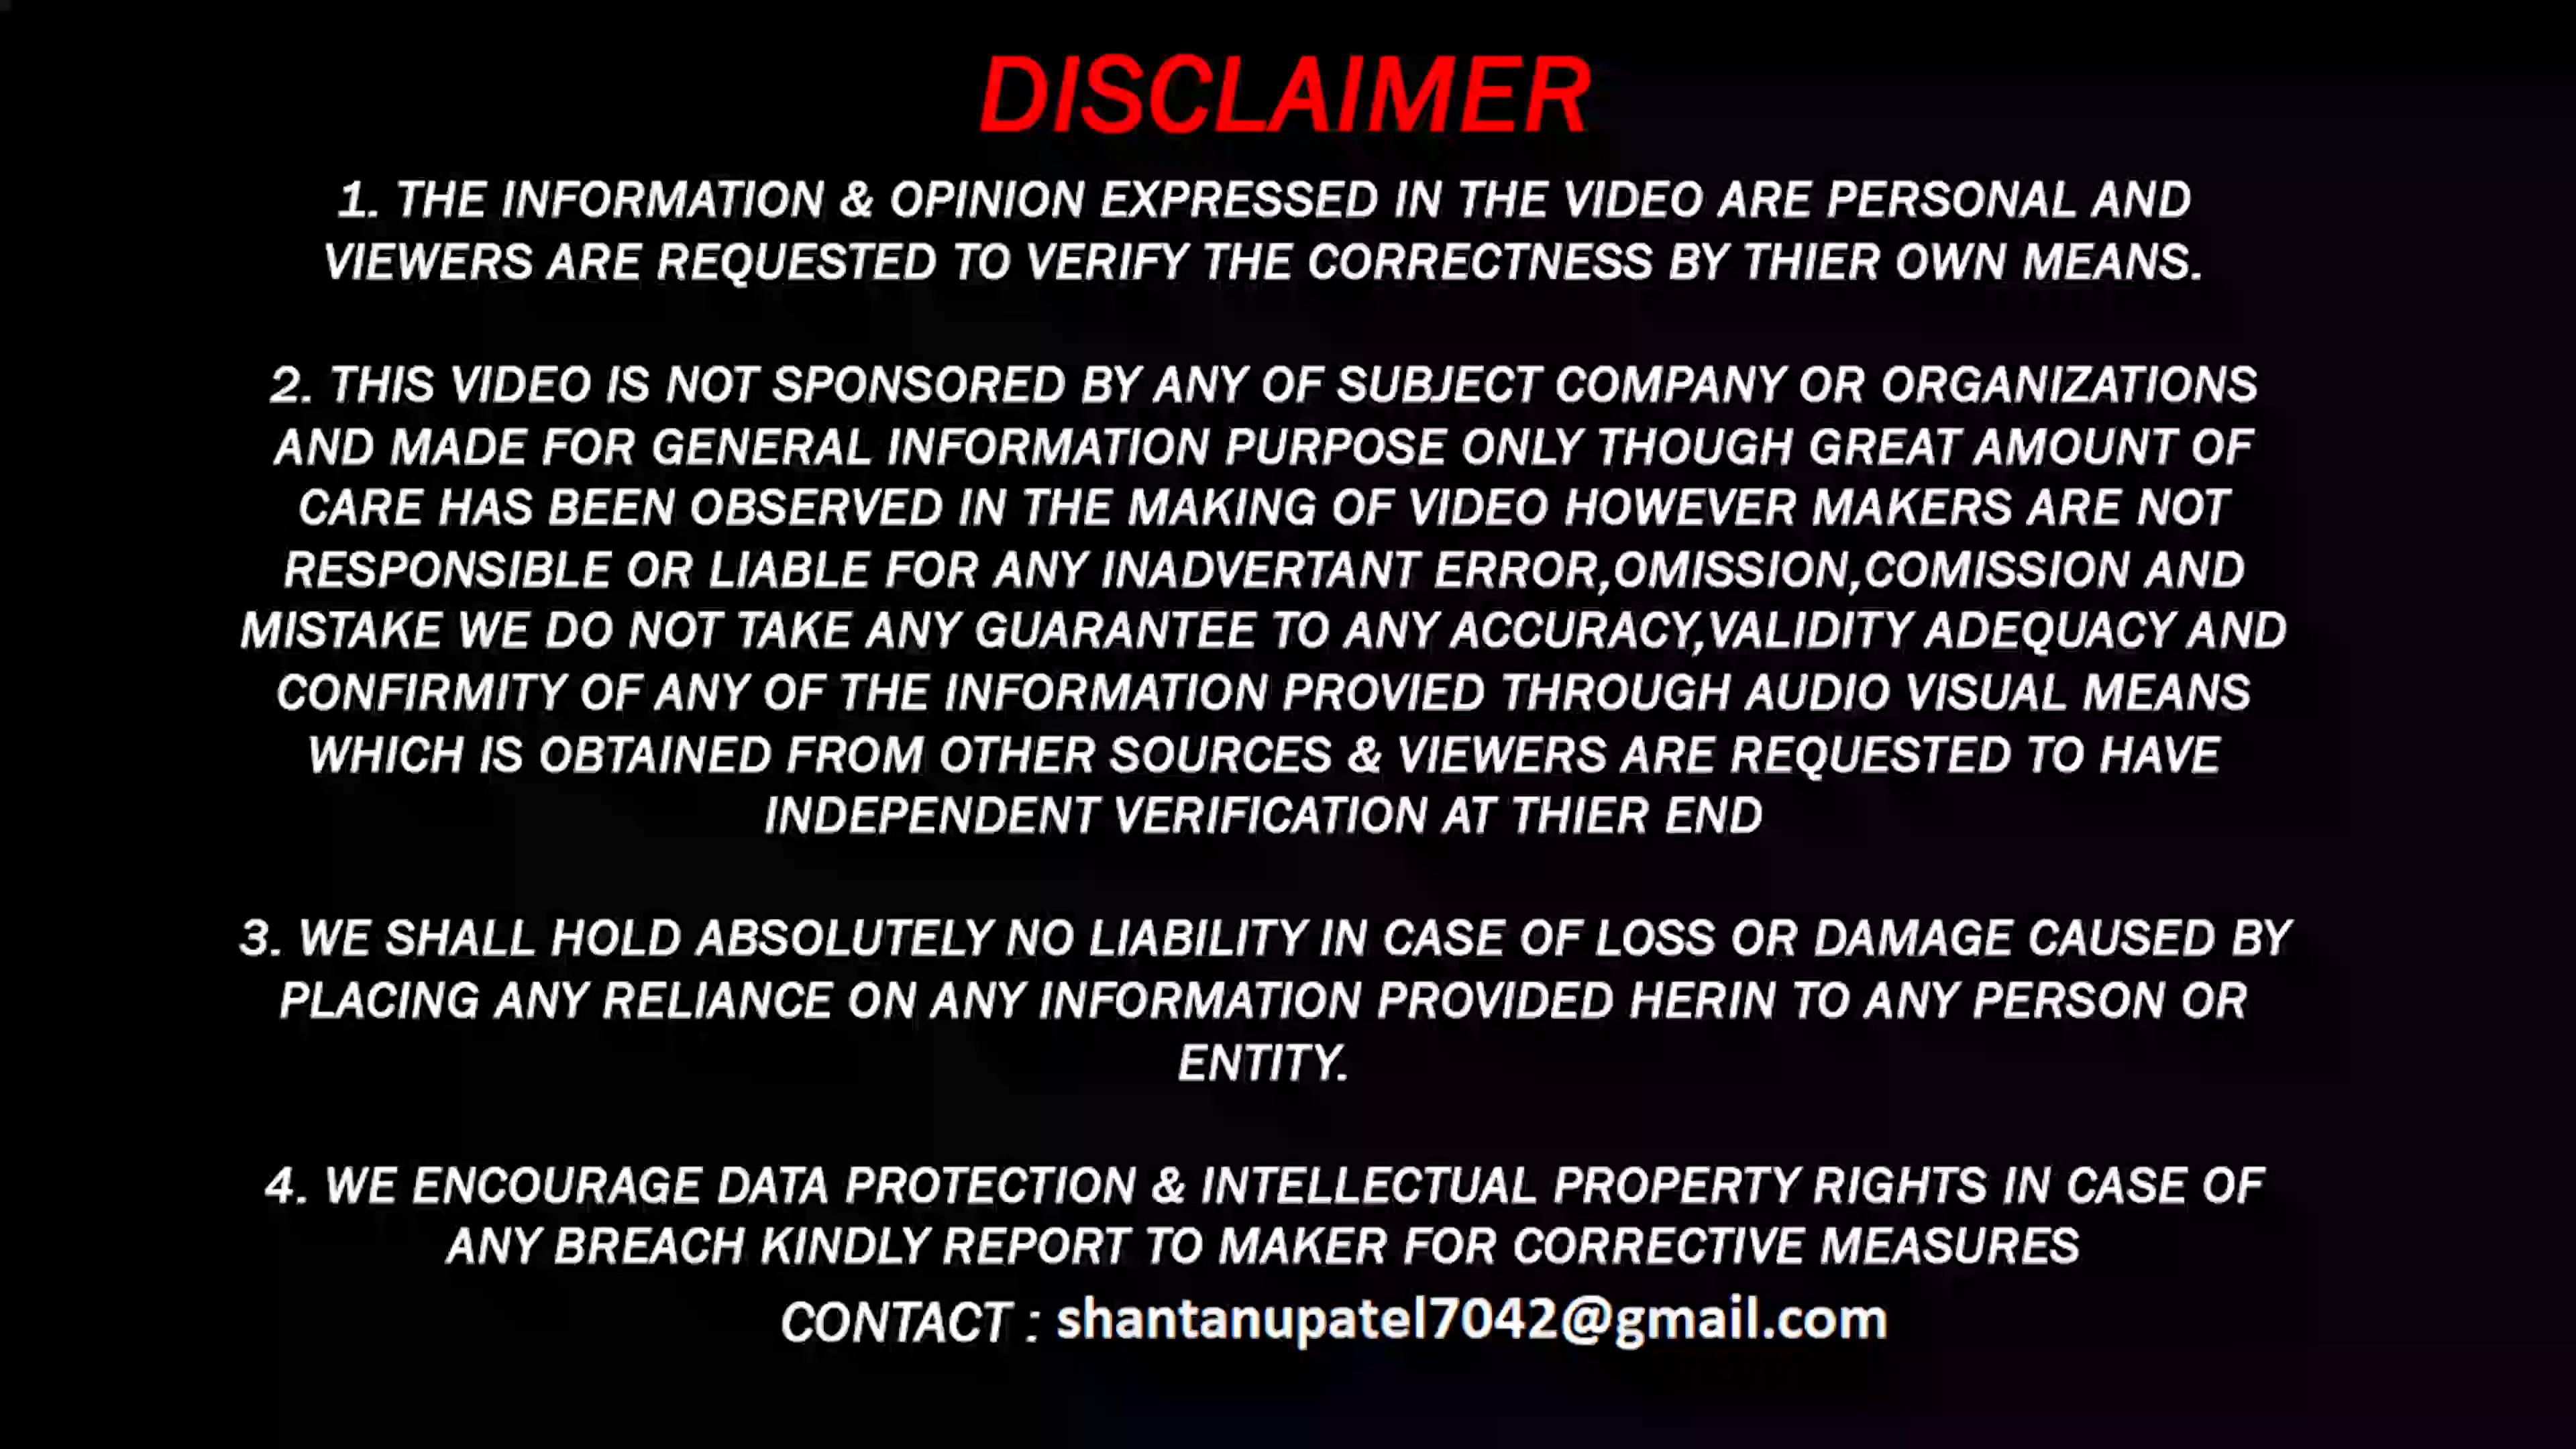 DISCLAIMER
1. THE INFORMATION & OPINION EXPRESSED IN THE VIDEO ARE PERSONAL AND
VIEWERS ARE REQUESTED TO VERIFY THE CORRECTNESS BY THIER OWN MEANS.
2. THIS VIDEO IS NOT SPONSORED BY ANY OF SUBJECT COMPANY OR ORGANIZATIONS
AND MADE FOR GENERAL INFORMATION PURPOSE ONLY THOUGH GREAT AMOUNT OF
CARE HAS BEEN OBSERVED IN THE MAKING OF VIDEO HOWEVER MAKERS ARE NOT
RESPONSIBLE OR LIABLE FOR ANY INADVERTANT ERROR,OMISSION,COMISSION AND
MISTAKE WE DO NOT TAKE ANY GUARANTEE TO ANY ACCURACY,VALIDITY ADEQUACY AND
CONFIRMITY OF ANY OF THE INFORMATION PROVIED THROUGH AUDIO VISUAL MEANS
WHICH IS OBTAINED FROM OTHER SOURCES & VIEWERS ARE REQUESTED TO HAVE
INDEPENDENT VERIFICATION AT THIER END
3. WE SHALL HOLD ABSOLUTELY NO LIABILITY IN CASE OF LOSS OR DAMAGE CAUSED BY
PLACING ANY RELIANCE ON ANY INFORMATION PROVIDED HERIN TO ANY PERSON OR
ENTITY.
4. WE ENCOURAGE DATA PROTECTION & INTELLECTUAL PROPERTY RIGHTS IN CASE OF
ANY BREACH KINDLY REPORT TO MAKER FOR CORRECTIVE MEASURES
CONTACT : shantanupatel7042@gmail.com